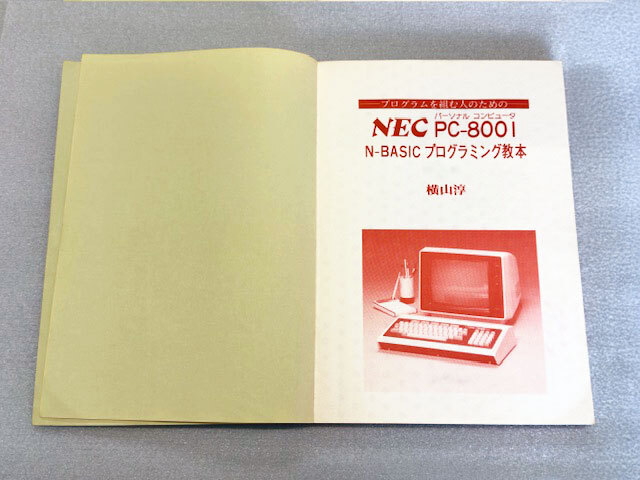 プログラムを組む人のための
パーソナル コンピュータ
NEC PC-8001
N-BASIC プログラミング教本
横山淳